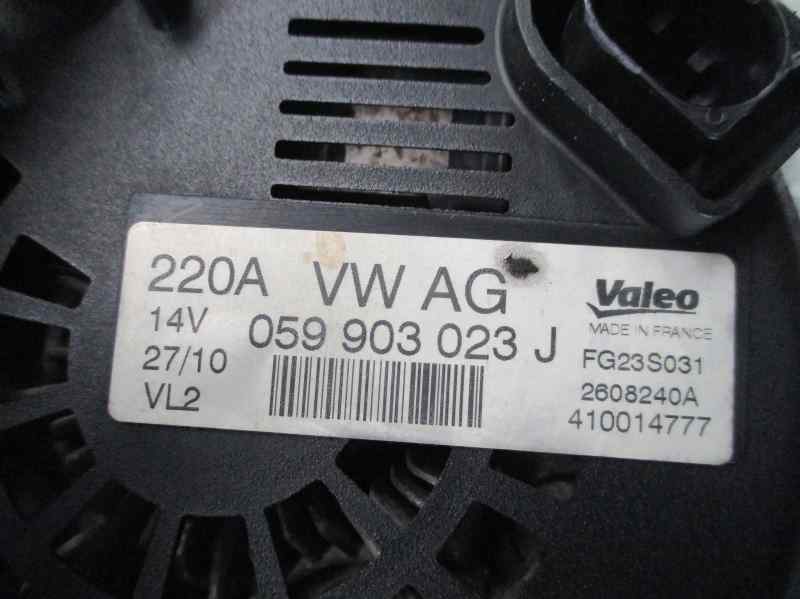 220A VW AG
14V 059 903 023 J
27/10
VL2
Valeo
MADE IN FRANCE
FG23S031
2608240A
410014777